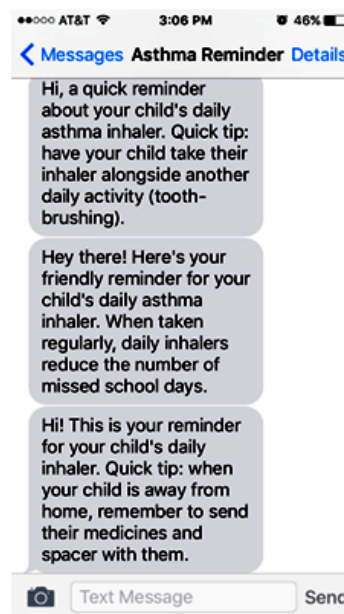 AT&T 3:06 PM 46%
Messages Asthma Reminder Details
Hi, a quick reminder
about your child's daily
asthma inhaler. Quick tip:
have your child take their
inhaler alongside another
daily activity (tooth-
brushing).
Hey there! Here's your
friendly reminder for your
child's daily asthma
inhaler. When taken
regularly, daily inhalers
reduce the number of
missed school days.
Hi! This is your reminder
for your child's daily
inhaler. Quick tip: when
your child is away from
home, remember to send
their medicines and
spacer with them.
Text Message Send